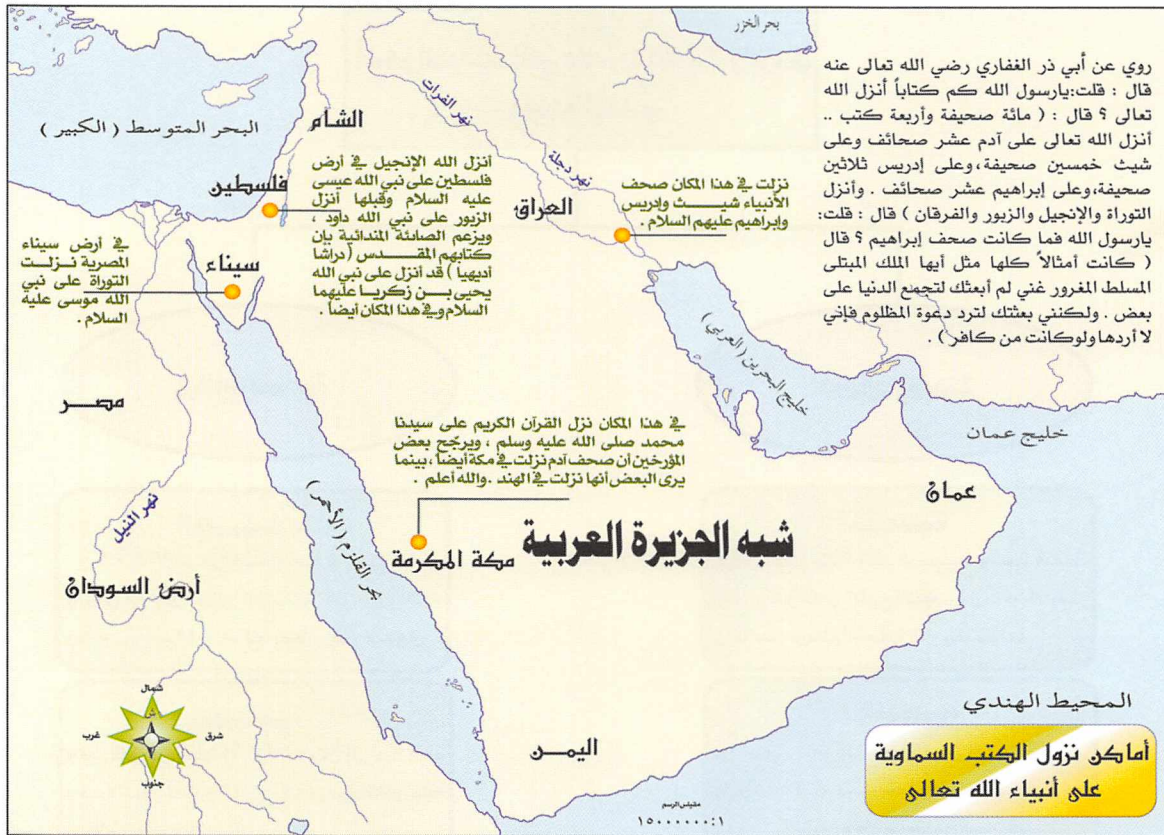 بحر الخزر
روي عن أبي ذر الغفاري رضي الله تعالى عنه
قال : قلت:يارسول الله كم كتاباً أنزل الله
تعالى ؟ قال : ( مائة صحيفة وأربعة كتب ..
أنزل الله تعالى على آدم عشر صحائف وعلى
شيث خمسين صحيفة،وعلى إدريس ثلاثين
صحيفة،وعلى إبراهيم عشر صحائف . وأنزل
التوراة والإنجيل والزبور والفرقان ) قال : قلت:
يارسول الله فما كانت صحف إبراهيم ؟ قال
( كانت أمثالاً كلها مثل أيها الملك المبتلى
المسلط المغرور غني لم أبعثك لتجمع الدنيا على
بعض . ولكنني بعثتك لترد دعوة المظلوم فإني
لا أردها ولوكانت من كافر ) .
نهر الفرات
البحر المتوسط ( الكبير )
الشام
نهر دجلة
أنزل الله الإنجيل في أرض
فلسطين على نبي الله عيسى
عليه السلام وقبلها أنزل
الزبور على نبي الله داود ،
ويزعم الصابئة المندائية بإن
كتابهم المقدس ( دراشا
أديهيا ) قد أنزل على نبي الله
يحيى بن زكريا عليهما
السلام وفي هذا المكان أيضاً .
فلسطين
نزلت في هذا المكان صحف
الأنبياء شيث وإدريس
وإبراهيم عليهم السلام .
العراق
في أرض سيناء
المصرية نزلت
التوراة على نبي
الله موسى عليه
السلام .
سيناء
خليج البحرين (العربي)
مصر
في هذا المكان نزل القرآن الكريم على سيدنا
محمد صلى الله عليه وسلم ، ويرجّح بعض
المؤرخين أن صحف آدم نزلت في مكة أيضاً ، بينما
يرى البعض أنها نزلت في الهند .والله أعلم .
خليج عمان
عمان
نهر النيل
بحر القلزم (الأحمر)
شبه الجزيرة العربية
مكة المكرمة
أرض السودان
المحيط الهندي
شمال
ش
شرق
غرب
جنوب
اليمن
أماكن نزول الكتب السماوية
على أنبياء الله تعالى
مقياس الرسم
١٥٠٠٠٠٠٠:١